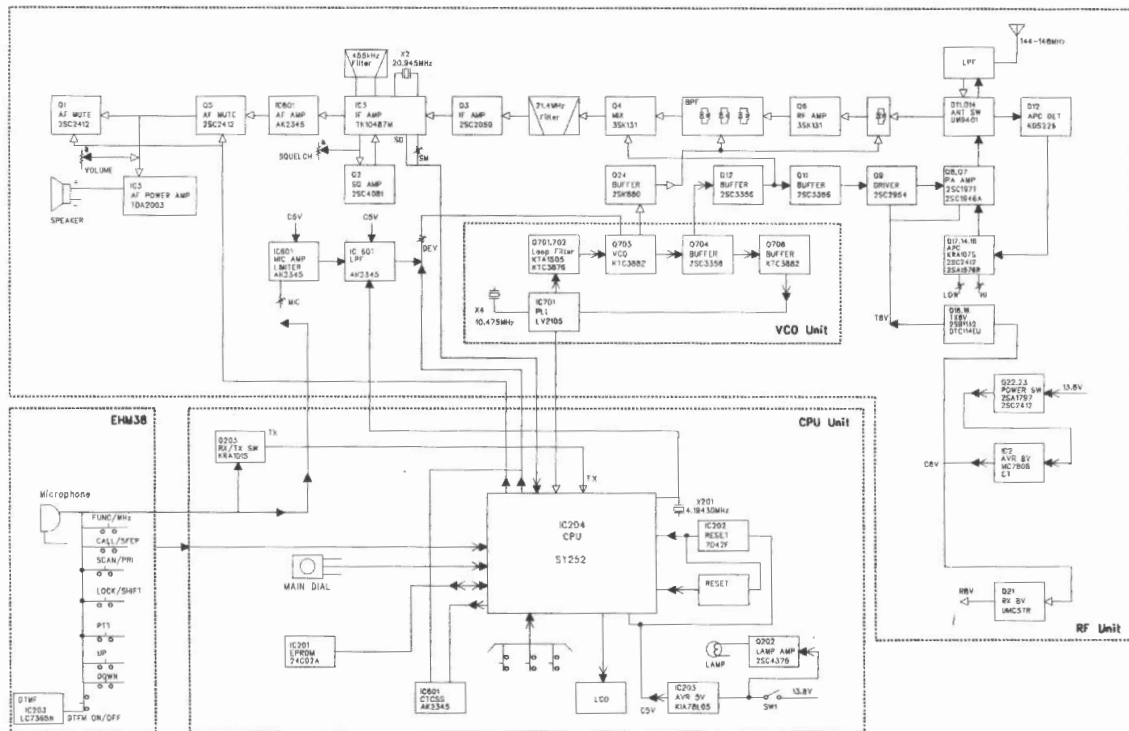 144-146MHz
LPF
455kHz
Filter
X2
20.945MHz
Q1
AF MUTE
2SC2412
Q5
AF MUTE
2SC2412
IC601
AF AMP
AK2345
IC5
IF AMP
TK10487M
Q3
IF AMP
2SC2059
21.4MHz
Filter
Q4
MIX
3SK131
BPF
Q6
RF AMP
3SK131
D11,D14
ANT SW
UM9401
D12
APC DET
VOLUME
SQ
SM
SQUELCH
Q2
SQ AMP
2SC4081
IC3
AF POWER AMP
TDA2003
SPEAKER
Q24
BUFFER
2SK880
Q12
BUFFER
2SC3356
Q11
BUFFER
2SC3356
Q9
DRIVER
2SC2954
Q8,Q7
PA AMP
2SC1971
2SC1946A
C5V
C5V
IC601
MIC AMP
LIMITER
AK2345
IC 601
LPF
AK2345
DEV
MIC
Q701,702
Loop Filter
KTA1505
KTC3876
Q703
VCO
KTC3882
Q704
BUFFER
2SC3356
Q706
BUFFER
KTC3882
Q17,14,16
APC
KRA107S
2SC2412
2SA1576R
LOW
HI
X4
10.475MHz
IC701
PLL
LV2105
VCO Unit
T8V
Q18,16
TX8V
2SB1132
DTC114EU
Q22,23
POWER SW
2SA1797
2SC2412
13.8V
C8V
IC2
AVR 8V
MC7808
CT
R8V
Q21
RX 8V
UMC5TR
RF Unit
EHM38
CPU Unit
Q203
RX/TX SW
KRA101S
TX
TX
Microphone
FUNC/MHz
CALL/STEP
SCAN/PRI
LOCK/SHIFT
PTT
UP
DOWN
DTMF
IC203
LC7365N
DTFM ON/OFF
MAIN DIAL
IC204
CPU
SY252
X201
4.19430MHz
IC202
RESET
7042F
RESET
IC201
EPROM
24C02A
IC601
CTCSS
AK2345
LCD
LAMP
Q202
LAMP AMP
2SC4376
C5V
IC203
AVR 5V
KIA78L05
SW1
13.8V